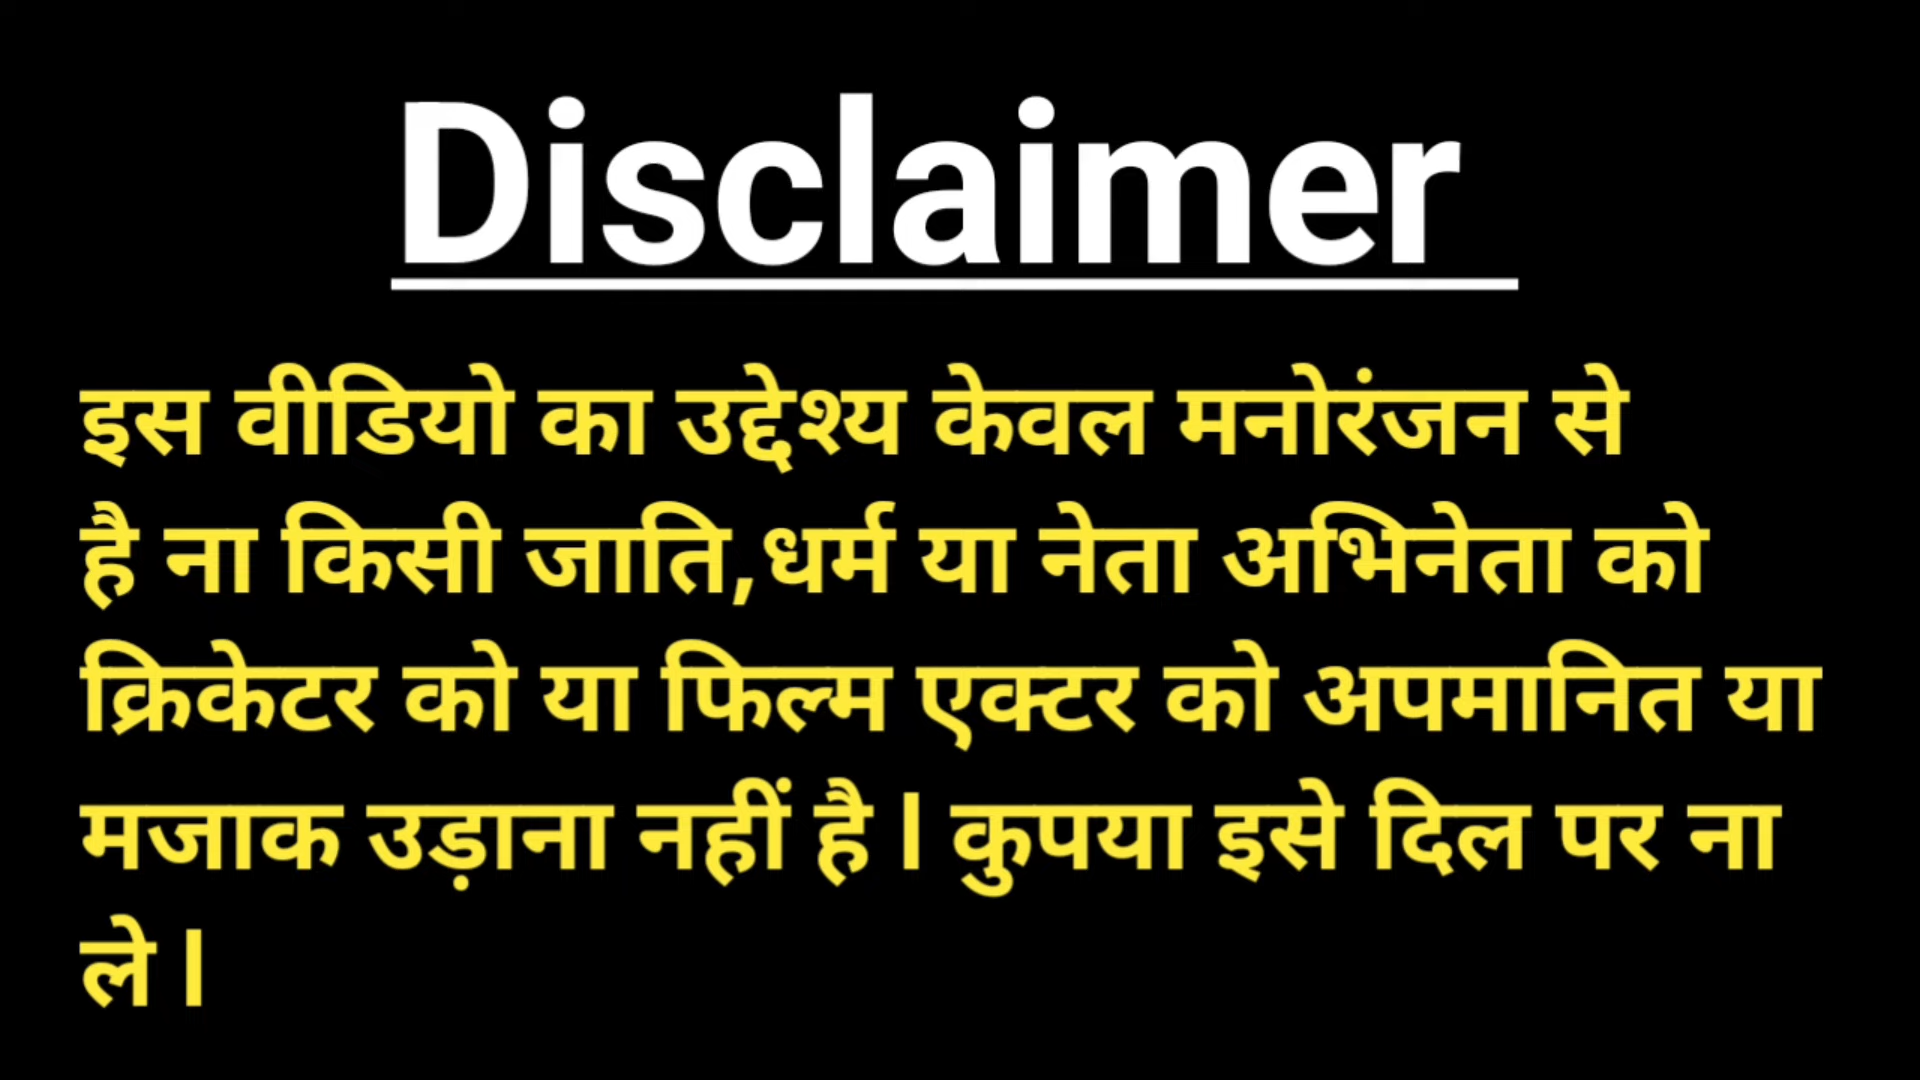 Disclaimer
इस वीडियो का उद्देश्य केवल मनोरंजन से
है ना किसी जाति,धर्म या नेता अभिनेता को
क्रिकेटर को या फिल्म एक्टर को अपमानित या
मजाक उड़ाना नहीं है l कुपया इसे दिल पर ना
ले l